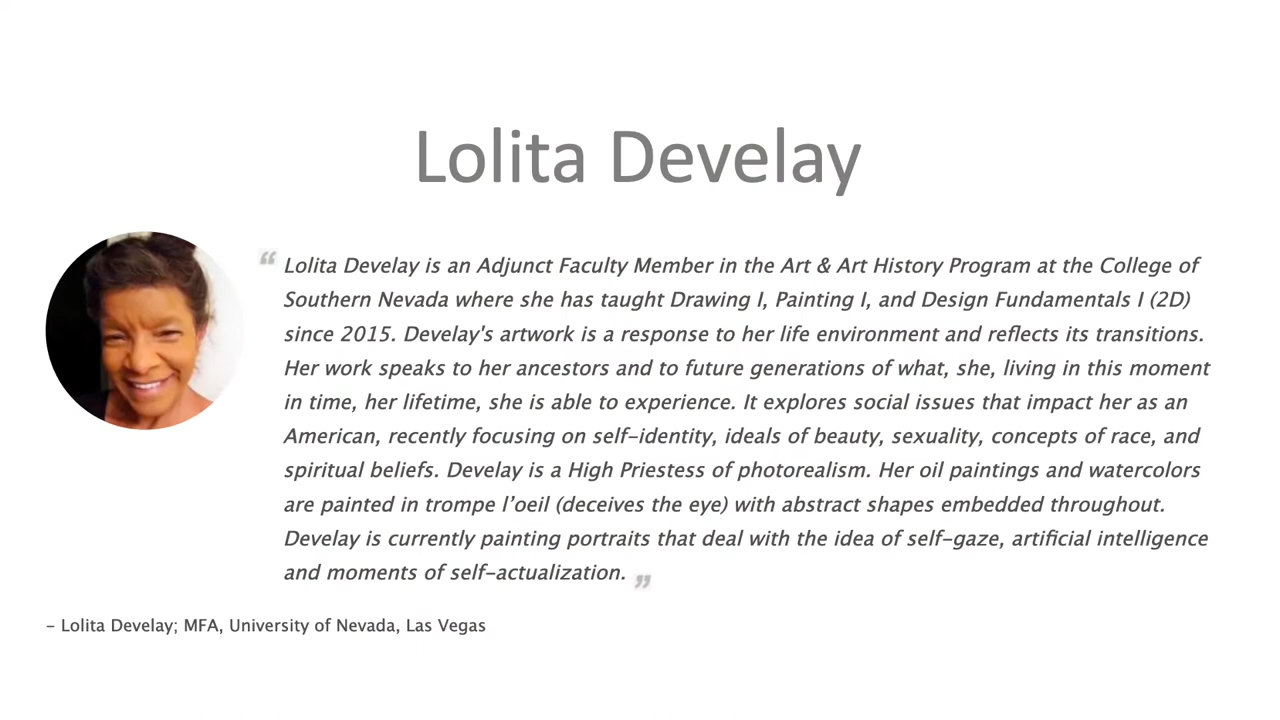 Lolita Develay
“ Lolita Develay is an Adjunct Faculty Member in the Art & Art History Program at the College of
Southern Nevada where she has taught Drawing I, Painting I, and Design Fundamentals I (2D)
since 2015. Develay's artwork is a response to her life environment and reflects its transitions.
Her work speaks to her ancestors and to future generations of what, she, living in this moment
in time, her lifetime, she is able to experience. It explores social issues that impact her as an
American, recently focusing on self-identity, ideals of beauty, sexuality, concepts of race, and
spiritual beliefs. Develay is a High Priestess of photorealism. Her oil paintings and watercolors
are painted in trompe l’oeil (deceives the eye) with abstract shapes embedded throughout.
Develay is currently painting portraits that deal with the idea of self-gaze, artificial intelligence
and moments of self-actualization. ”
– Lolita Develay; MFA, University of Nevada, Las Vegas